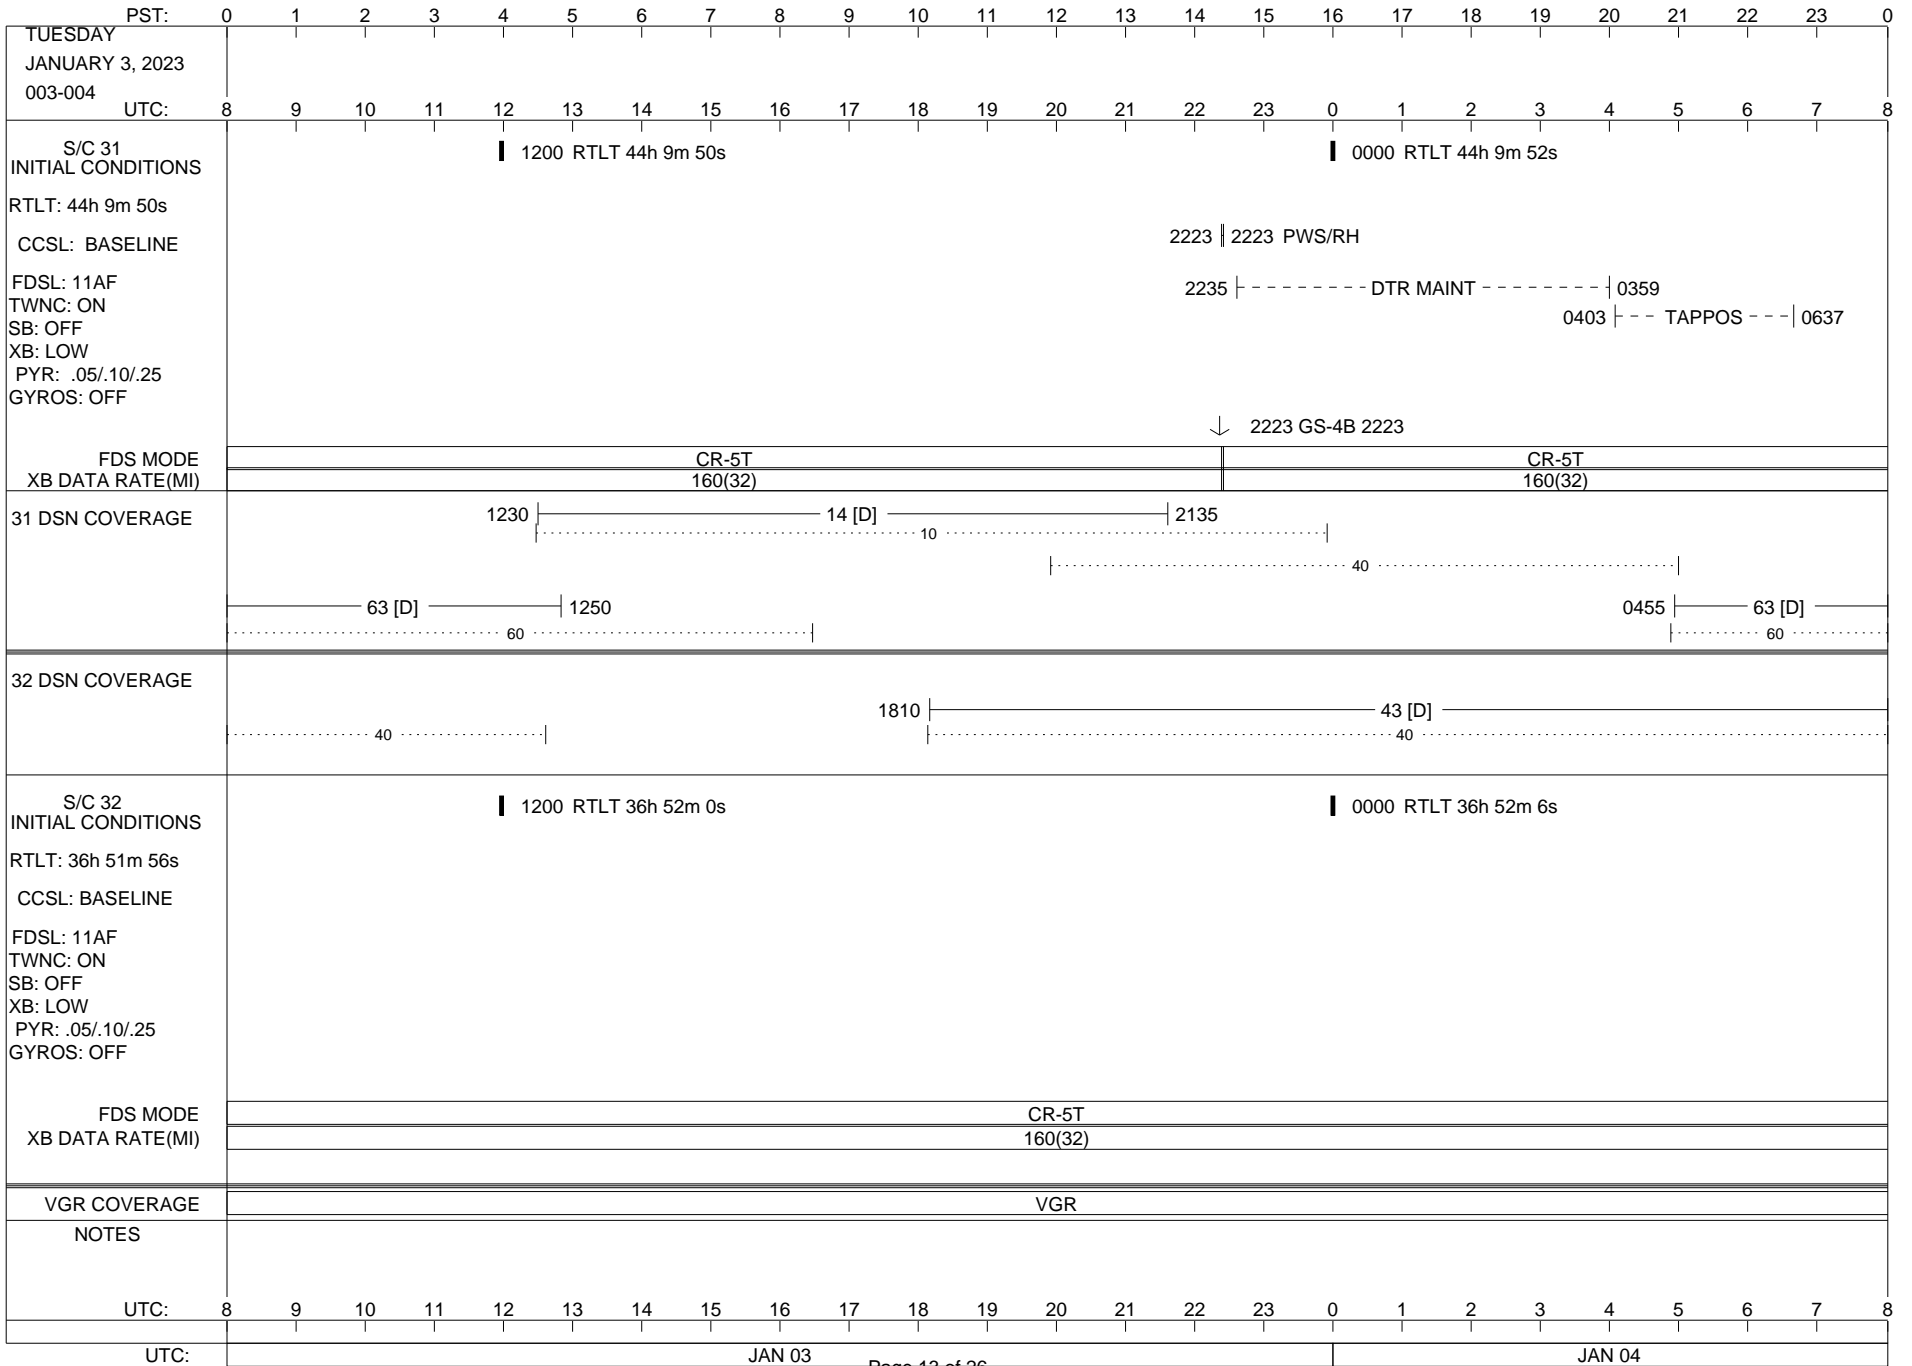 PST: 0 1 2 3 4 5 6 7 8 9 10 11 12 13 14 15 16 17 18 19 20 21 22 23 0
TUESDAY
JANUARY 3, 2023
003-004
UTC: 8 9 10 11 12 13 14 15 16 17 18 19 20 21 22 23 0 1 2 3 4 5 6 7 8
S/C 31
INITIAL CONDITIONS
1200 RTLT 44h 9m 50s
0000 RTLT 44h 9m 52s
RTLT: 44h 9m 50s
CCSL: BASELINE
2223 2223 PWS/RH
FDSL: 11AF
2235 DTR MAINT 0359
TWNC: ON
0403 TAPPOS 0637
SB: OFF
XB: LOW
PYR: .05/.10/.25
GYROS: OFF
2223 GS-4B 2223
FDS MODE CR-5T CR-5T
XB DATA RATE(MI) 160(32) 160(32)
31 DSN COVERAGE
1230 14 [D] 2135
10
40
63 [D] 1250
0455 63 [D]
60 60
32 DSN COVERAGE
1810 43 [D]
40 40
S/C 32
INITIAL CONDITIONS
1200 RTLT 36h 52m 0s
0000 RTLT 36h 52m 6s
RTLT: 36h 51m 56s
CCSL: BASELINE
FDSL: 11AF
TWNC: ON
SB: OFF
XB: LOW
PYR: .05/.10/.25
GYROS: OFF
FDS MODE CR-5T
XB DATA RATE(MI) 160(32)
VGR COVERAGE VGR
NOTES
UTC: 8 9 10 11 12 13 14 15 16 17 18 19 20 21 22 23 0 1 2 3 4 5 6 7 8
UTC: JAN 03 JAN 04
Page 13 of 26